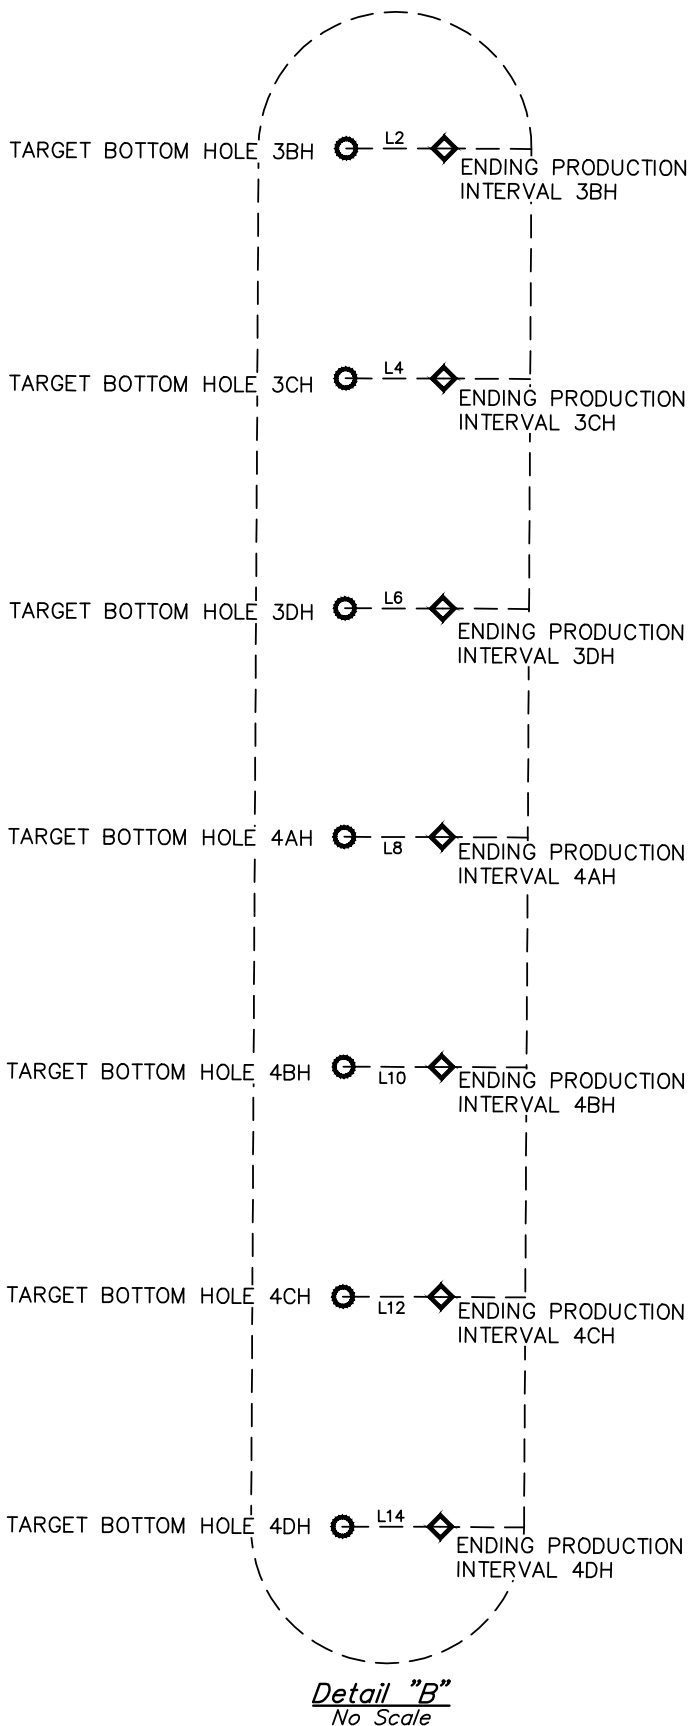 L2
TARGET BOTTOM HOLE 3BH
ENDING PRODUCTION
INTERVAL 3BH
L4
TARGET BOTTOM HOLE 3CH
ENDING PRODUCTION
INTERVAL 3CH
L6
TARGET BOTTOM HOLE 3DH
ENDING PRODUCTION
INTERVAL 3DH
TARGET BOTTOM HOLE 4AH
L8
ENDING PRODUCTION
INTERVAL 4AH
TARGET BOTTOM HOLE 4BH
L10
ENDING PRODUCTION
INTERVAL 4BH
TARGET BOTTOM HOLE 4CH
L12
ENDING PRODUCTION
INTERVAL 4CH
L14
TARGET BOTTOM HOLE 4DH
ENDING PRODUCTION
INTERVAL 4DH
Detail "B"
No Scale